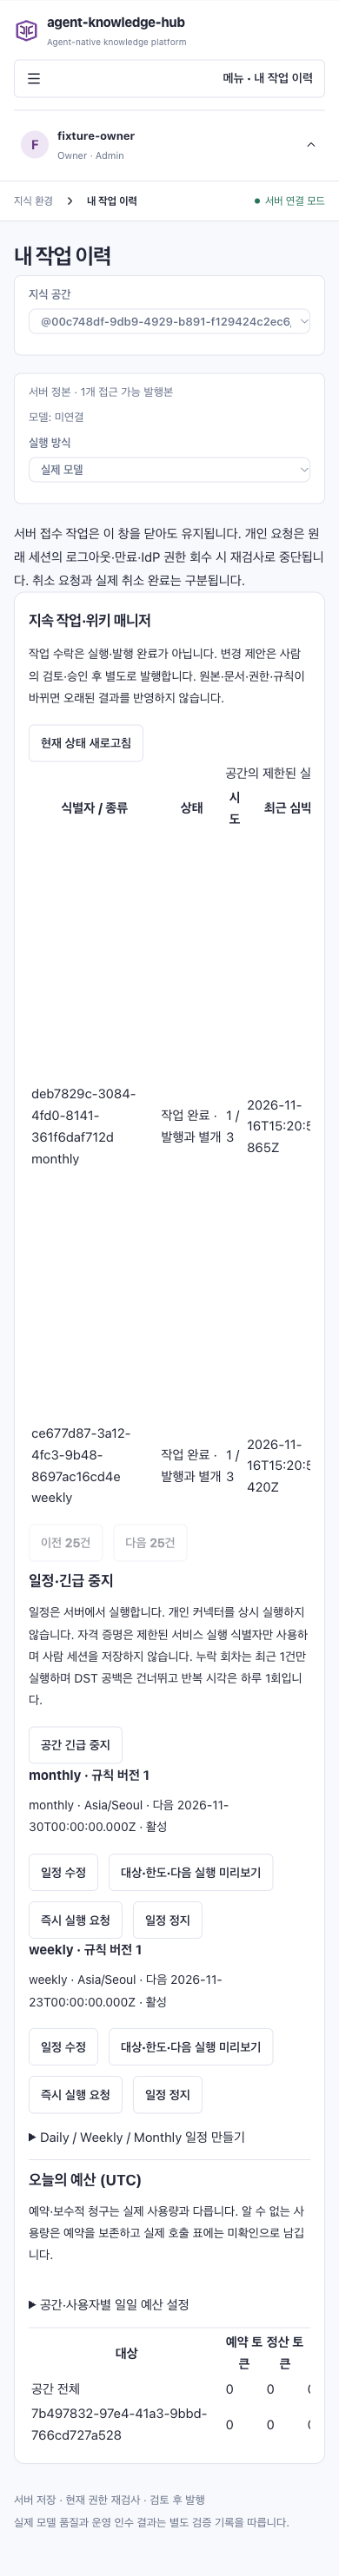 agent-knowledge-hub
Agent-native knowledge platform
메뉴 · 내 작업 이력
F
fixture-owner
Owner · Admin
지식 환경
내 작업 이력
서버 연결 모드
내 작업 이력
지식 공간
@00c748df-9db9-4929-b891-f129424c2ec6
서버 정본 · 1개 접근 가능 발행본
모델: 미연결
실행 방식
실제 모델
서버 접수 작업은 이 창을 닫아도 유지됩니다. 개인 요청은 원
래 세션의 로그아웃·만료·IdP 권한 회수 시 재검사로 중단됩니
다. 취소 요청과 실제 취소 완료는 구분됩니다.
지속 작업·위키 매니저
작업 수락은 실행·발행 완료가 아닙니다. 변경 제안은 사람
의 검토·승인 후 별도로 발행합니다. 원본·문서·권한·규칙이
바뀌면 오래된 결과를 반영하지 않습니다.
현재 상태 새로고침
공간의 제한된 실
식별자 / 종류
상태
시
도
최근 심박
deb7829c-3084-
4fd0-8141-
361f6daf712d
monthly
작업 완료 ·
발행과 별개
1 /
3
2026-11-
16T15:20:5
865Z
ce677d87-3a12-
4fc3-9b48-
8697ac16cd4e
weekly
작업 완료 ·
발행과 별개
1 /
3
2026-11-
16T15:20:5
420Z
이전 25건
다음 25건
일정·긴급 중지
일정은 서버에서 실행합니다. 개인 커넥터를 상시 실행하지
않습니다. 자격 증명은 제한된 서비스 실행 식별자만 사용하
며 사람 세션을 저장하지 않습니다. 누락 회차는 최근 1건만
실행하며 DST 공백은 건너뛰고 반복 시각은 하루 1회입니
다.
공간 긴급 중지
monthly · 규칙 버전 1
monthly · Asia/Seoul · 다음 2026-11-
30T00:00:00.000Z · 활성
일정 수정
대상·한도·다음 실행 미리보기
즉시 실행 요청
일정 정지
weekly · 규칙 버전 1
weekly · Asia/Seoul · 다음 2026-11-
23T00:00:00.000Z · 활성
일정 수정
대상·한도·다음 실행 미리보기
즉시 실행 요청
일정 정지
Daily / Weekly / Monthly 일정 만들기
오늘의 예산 (UTC)
예약·보수적 청구는 실제 사용량과 다릅니다. 알 수 없는 사
용량은 예약을 보존하고 실제 호출 표에는 미확인으로 남깁
니다.
공간·사용자별 일일 예산 설정
대상
예약 토
큰
정산 토
큰
공간 전체
0
0
7b497832-97e4-41a3-9bbd-
766cd727a528
0
0
서버 저장 · 현재 권한 재검사 · 검토 후 발행
실제 모델 품질과 운영 인수 결과는 별도 검증 기록을 따릅니다.